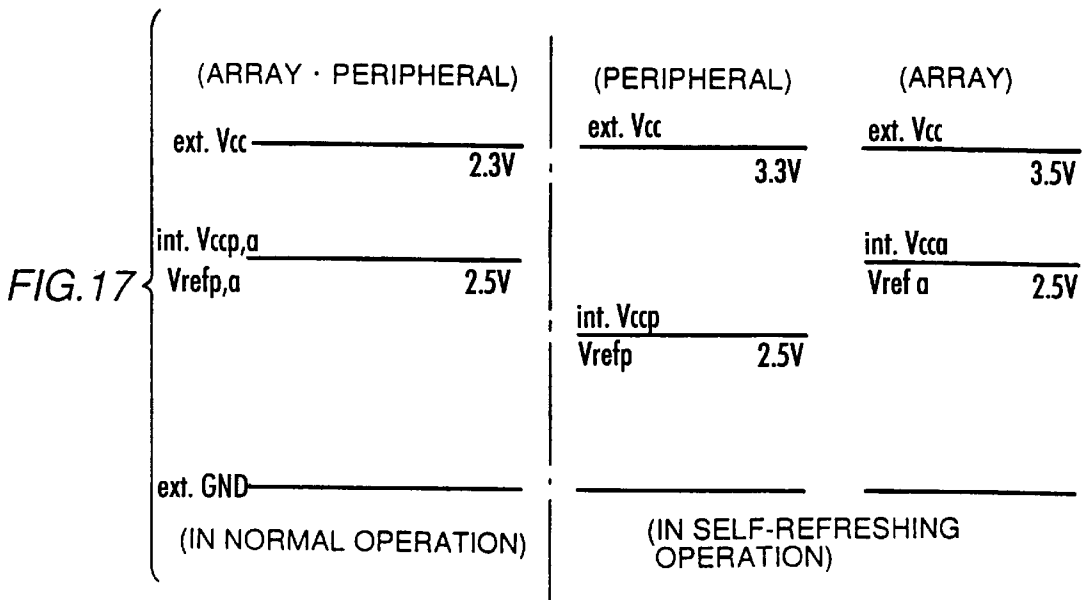 FIG.17
(ARRAY · PERIPHERAL)
ext. Vcc
2.3V
int. Vccp,a
Vrefp,a
2.5V
ext. GND
(IN NORMAL OPERATION)
(PERIPHERAL)
ext. Vcc
3.3V
int. Vccp
Vrefp
2.5V
(ARRAY)
ext. Vcc
3.5V
int. Vcca
Vref a
2.5V
(IN SELF-REFRESHING
OPERATION)